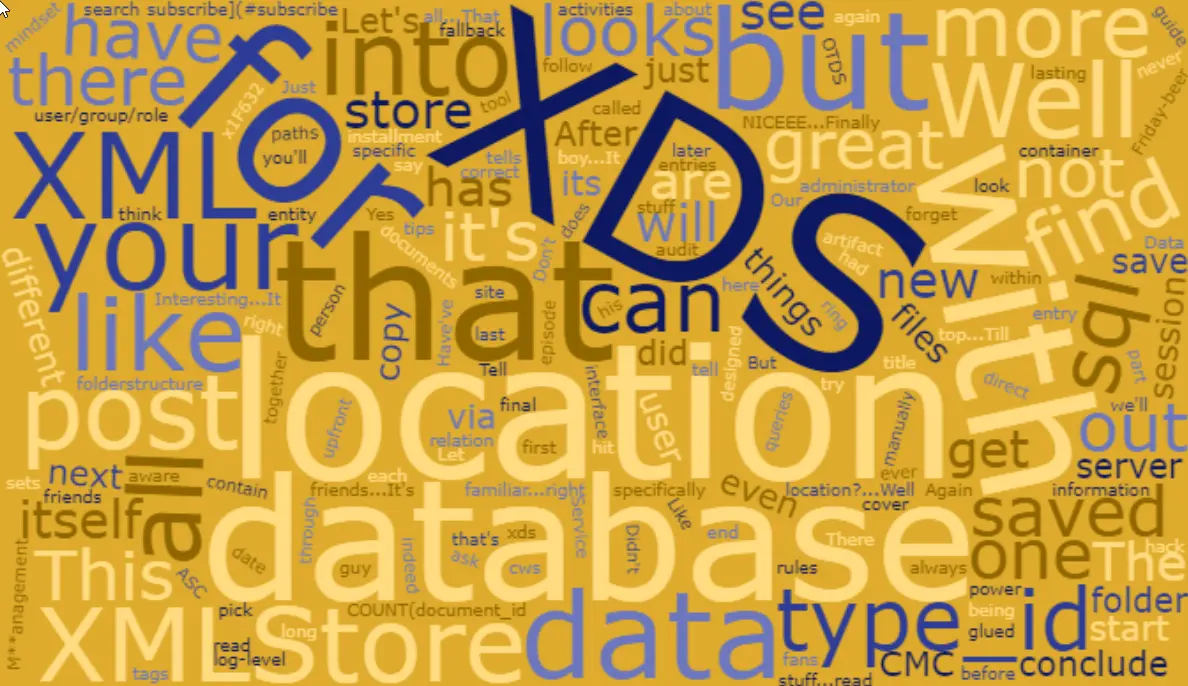 search subscribe](#subscribe
mindset
have
there
user/group/role
Let's
all...That
fallback
into
activities
about
looks
see
again
but
more
guide
never
lasting
Well
Friday-beer
OTDS
follow
just
Just
for
x1F632
XML
think
entity
paths
you'll
store
tool
installment
specific
say
Yes
tips
tells
correct
XDS
called
After
boy...It
its
has
it's
documents
does
Don't
later
entries
are
stuff
will
audit
NICEEE...Finally
great
Our
administrator
forget
artifact
had
container
look
not
find
With
Data
save
your
that
can
his
things
here
ring
new
files
within
entry
sql
session
different
like
Interesting...It
right
person
copy
Have've
site
last
Tell
episode
did
tell
designed
But
title
top...Till
try
direct
part
folderstructure
together
post
location
upfront
via
relation
Let
final
first
interface
hit
user
queries
manually
ever
we'll
out
get
server
next
aware
sets
friends
all
contain
each
friends...It's
familiar...right
specifically
even
Like
location?...Well
cover
Again
information
itself
saved
database
through
date
guy
indeed
that's
ask
xds
cws
Service
Didn't
end
There
rules
always
one
The
hack
This
ASC
M**anagement
pick
COUNT(document_id
XMLStore
long
read
log-level
tags
data
type_id
fans
stuff...read
power
being
glued
folder
start
CMC
before
conclude